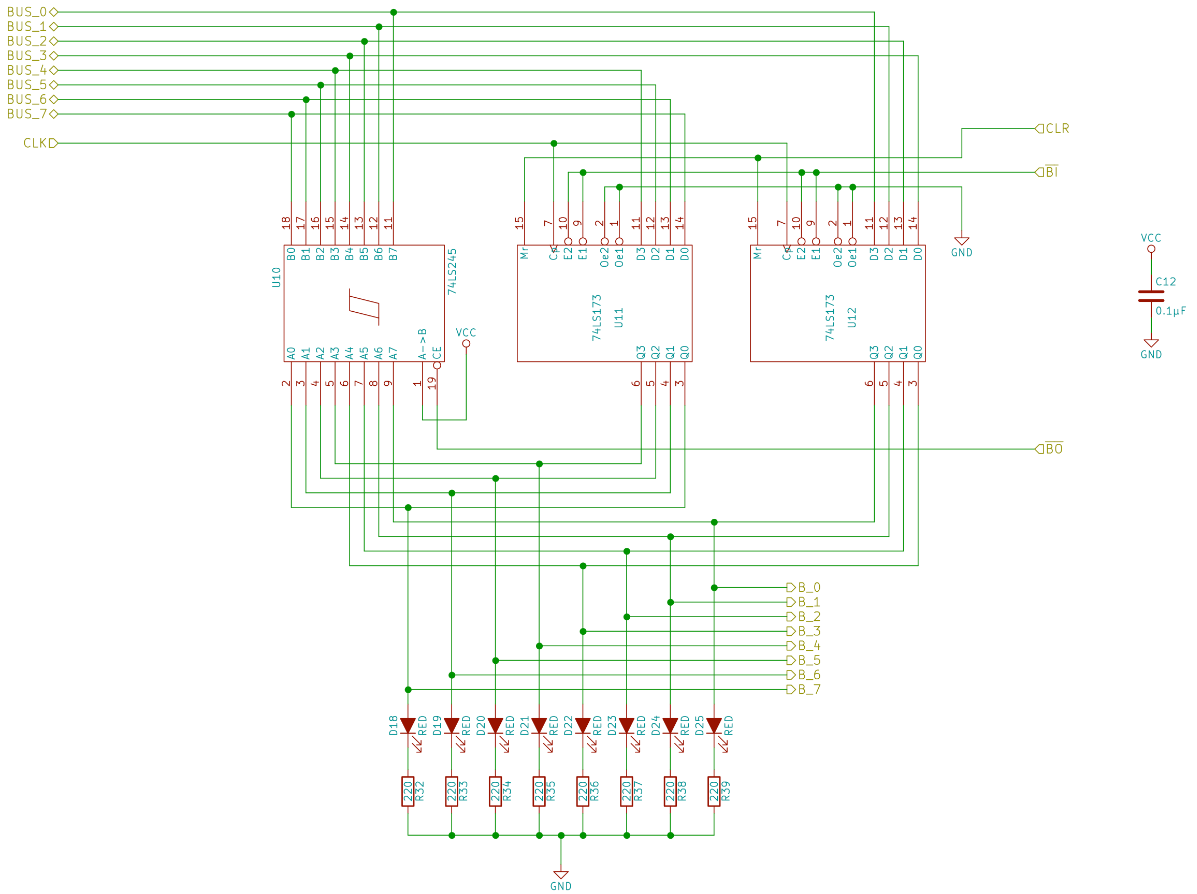 BUS_0
BUS_1
BUS_2
BUS_3
BUS_4
BUS_5
BUS_6
BUS_7
CLK
CLR
BI
18 17 16 15 14 13 12 11
15 7 10 9 2 1 11 12 13 14
15 7 10 9 2 1 11 12 13 14
B0 B1 B2 B3 B4 B5 B6 B7
Mr Cp E2 E1 Oe2 Oe1 D3 D2 D1 D0
Mr Cp E2 E1 Oe2 Oe1 D3 D2 D1 D0
GND
VCC
U10
74LS245
C12
0.1µF
74LS173
U11
74LS173
U12
VCC
GND
A0 A1 A2 A3 A4 A5 A6 A7 A->B CE
Q3 Q2 Q1 Q0
Q3 Q2 Q1 Q0
2 3 4 5 6 7 8 9 1 19
6 5 4 3
6 5 4 3
BO
B_0
B_1
B_2
B_3
B_4
B_5
B_6
B_7
D18 RED D19 RED D20 RED D21 RED D22 RED D23 RED D24 RED D25 RED
220 R32 220 R33 220 R34 220 R35 220 R36 220 R37 220 R38 220 R39
GND